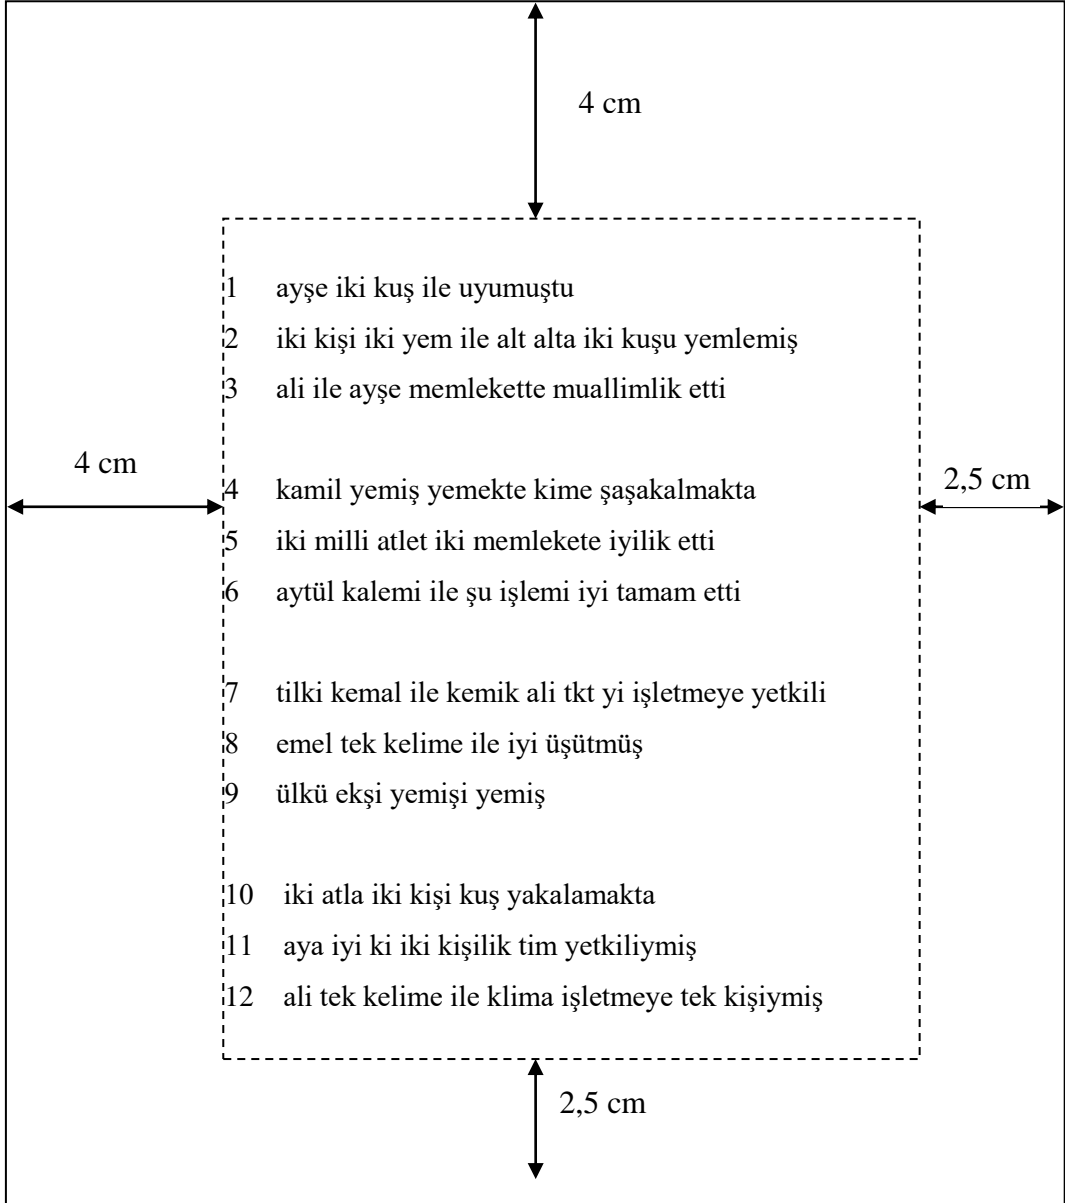 4 cm
1 ayşe iki kuş ile uyumuştu
2 iki kişi iki yem ile alt alta iki kuşu yemlemiş
3 ali ile ayşe memlekette muallimlik etti
4 cm
2,5 cm
4 kamil yemiş yemekte kime şaşakalmakta
5 iki milli atlet iki memlekete iyilik etti
6 aytül kalemi ile şu işlemi iyi tamam etti
7 tilki kemal ile kemik ali tkt yi işletmeye yetkili
8 emel tek kelime ile iyi üşütmüş
9 ülkü ekşi yemişi yemiş
10 iki atla iki kişi kuş yakalamakta
11 aya iyi ki iki kişilik tim yetkiliymiş
12 ali tek kelime ile klima işletmeye tek kişiymiş
2,5 cm